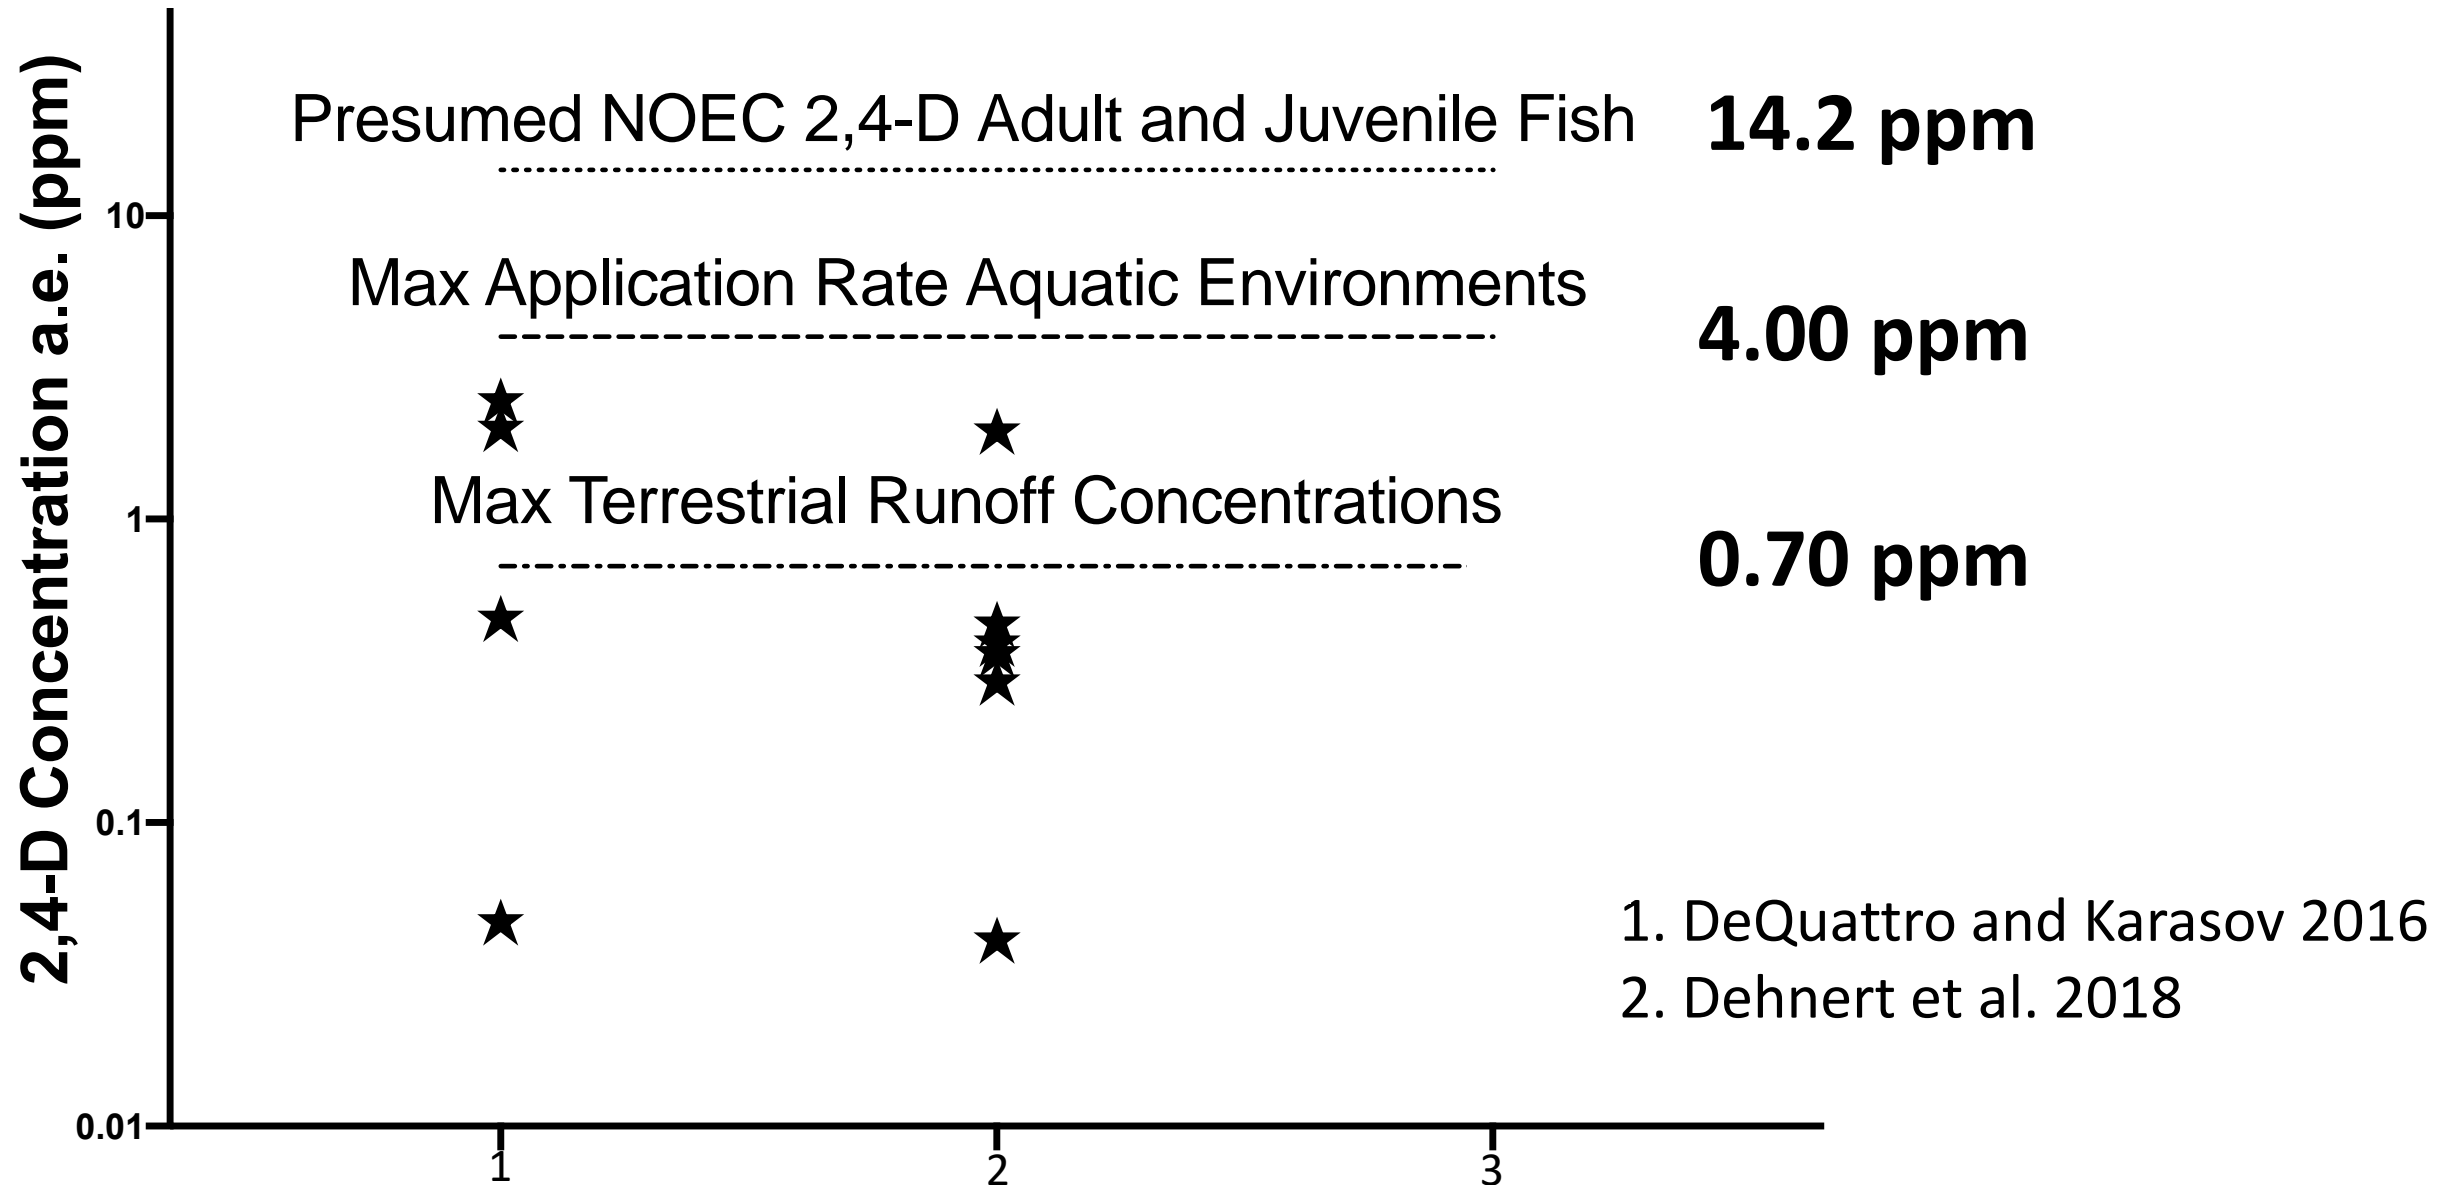 2,4-D Concentration a.e. (ppm)
Presumed NOEC 2,4-D Adult and Juvenile Fish
14.2 ppm
10
Max Application Rate Aquatic Environments
4.00 ppm
Max Terrestrial Runoff Concentrations
1
0.70 ppm
0.1
1. DeQuattro and Karasov 2016
2. Dehnert et al. 2018
0.01
1
2
3